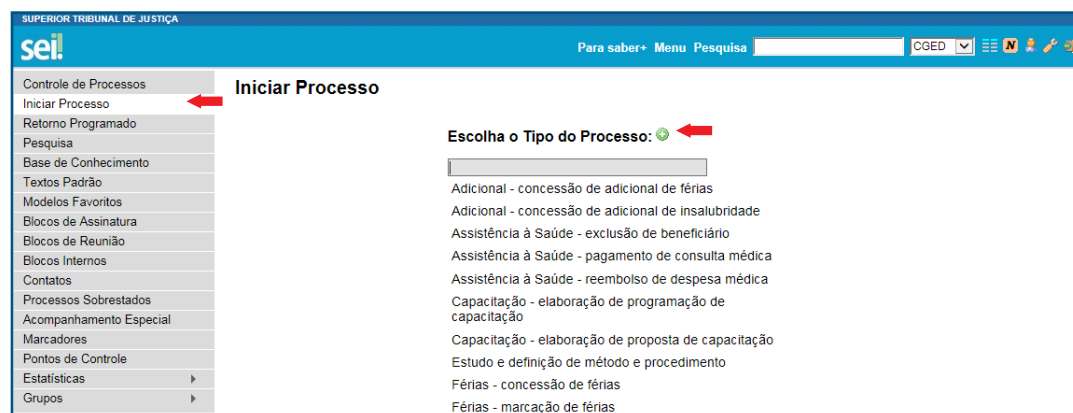 SUPERIOR TRIBUNAL DE JUSTIÇA
sei!
Para saber+ Menu Pesquisa
CGED
N
Controle de Processos
Iniciar Processo
Retorno Programado
Pesquisa
Base de Conhecimento
Textos Padrão
Modelos Favoritos
Blocos de Assinatura
Blocos de Reunião
Blocos Internos
Contatos
Processos Sobrestados
Acompanhamento Especial
Marcadores
Pontos de Controle
Estatísticas
Grupos
Iniciar Processo
Escolha o Tipo do Processo:
Adicional - concessão de adicional de férias
Adicional - concessão de adicional de insalubridade
Assistência à Saúde - exclusão de beneficiário
Assistência à Saúde - pagamento de consulta médica
Assistência à Saúde - reembolso de despesa médica
Capacitação - elaboração de programação de
capacitação
Capacitação - elaboração de proposta de capacitação
Estudo e definição de método e procedimento
Férias - concessão de férias
Férias - marcação de férias